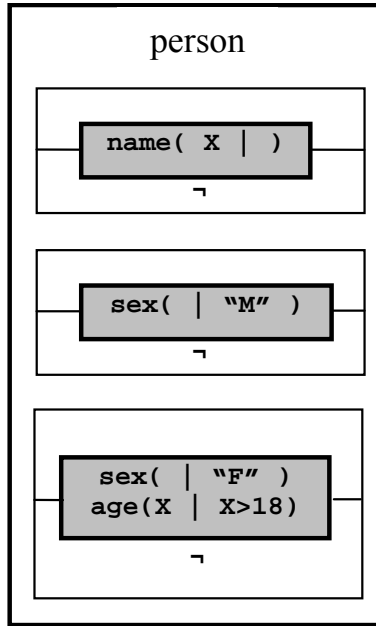 person
name( X | )
¬
sex( | “M” )
¬
sex( | “F” )
age(X | X>18)
¬